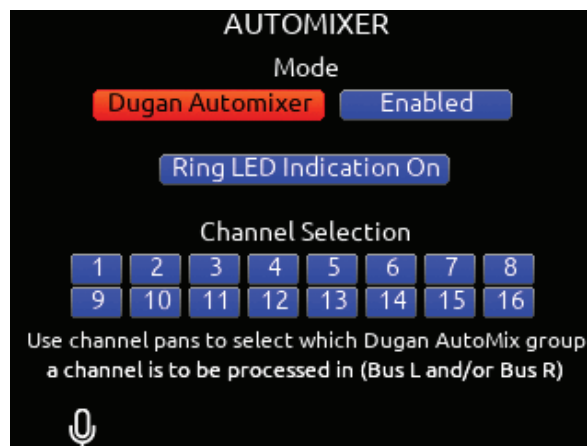 AUTOMIXER
Mode
Dugan Automixer Enabled
Ring LED Indication On
Channel Selection
1 2 3 4 5 6 7 8
9 10 11 12 13 14 15 16
Use channel pans to select which Dugan AutoMix group
a channel is to be processed in (Bus L and/or Bus R)